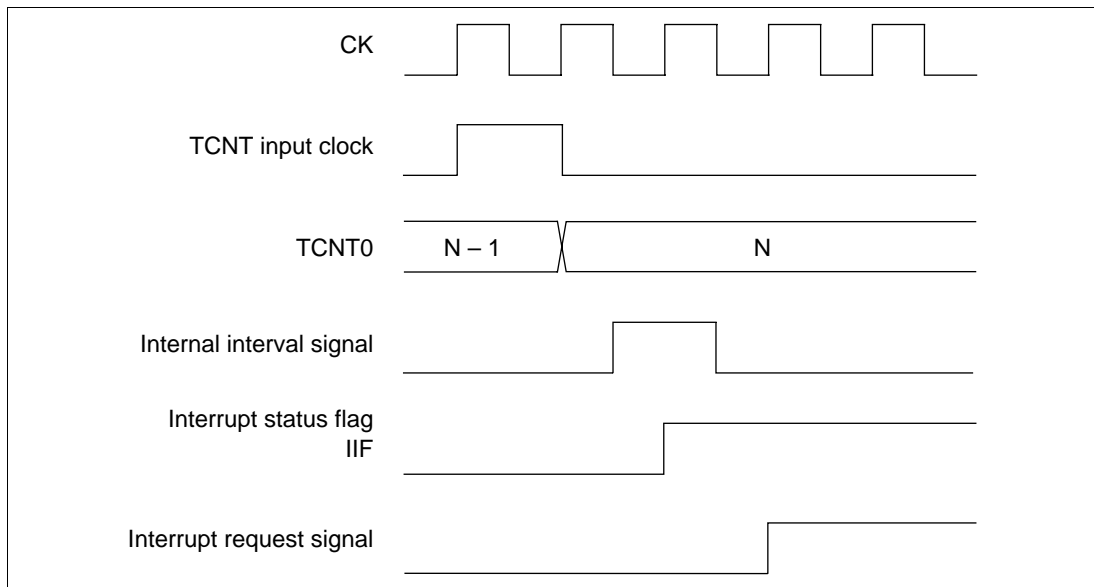 CK
TCNT input clock
TCNT0
N – 1
N
Internal interval signal
Interrupt status flag
IIF
Interrupt request signal